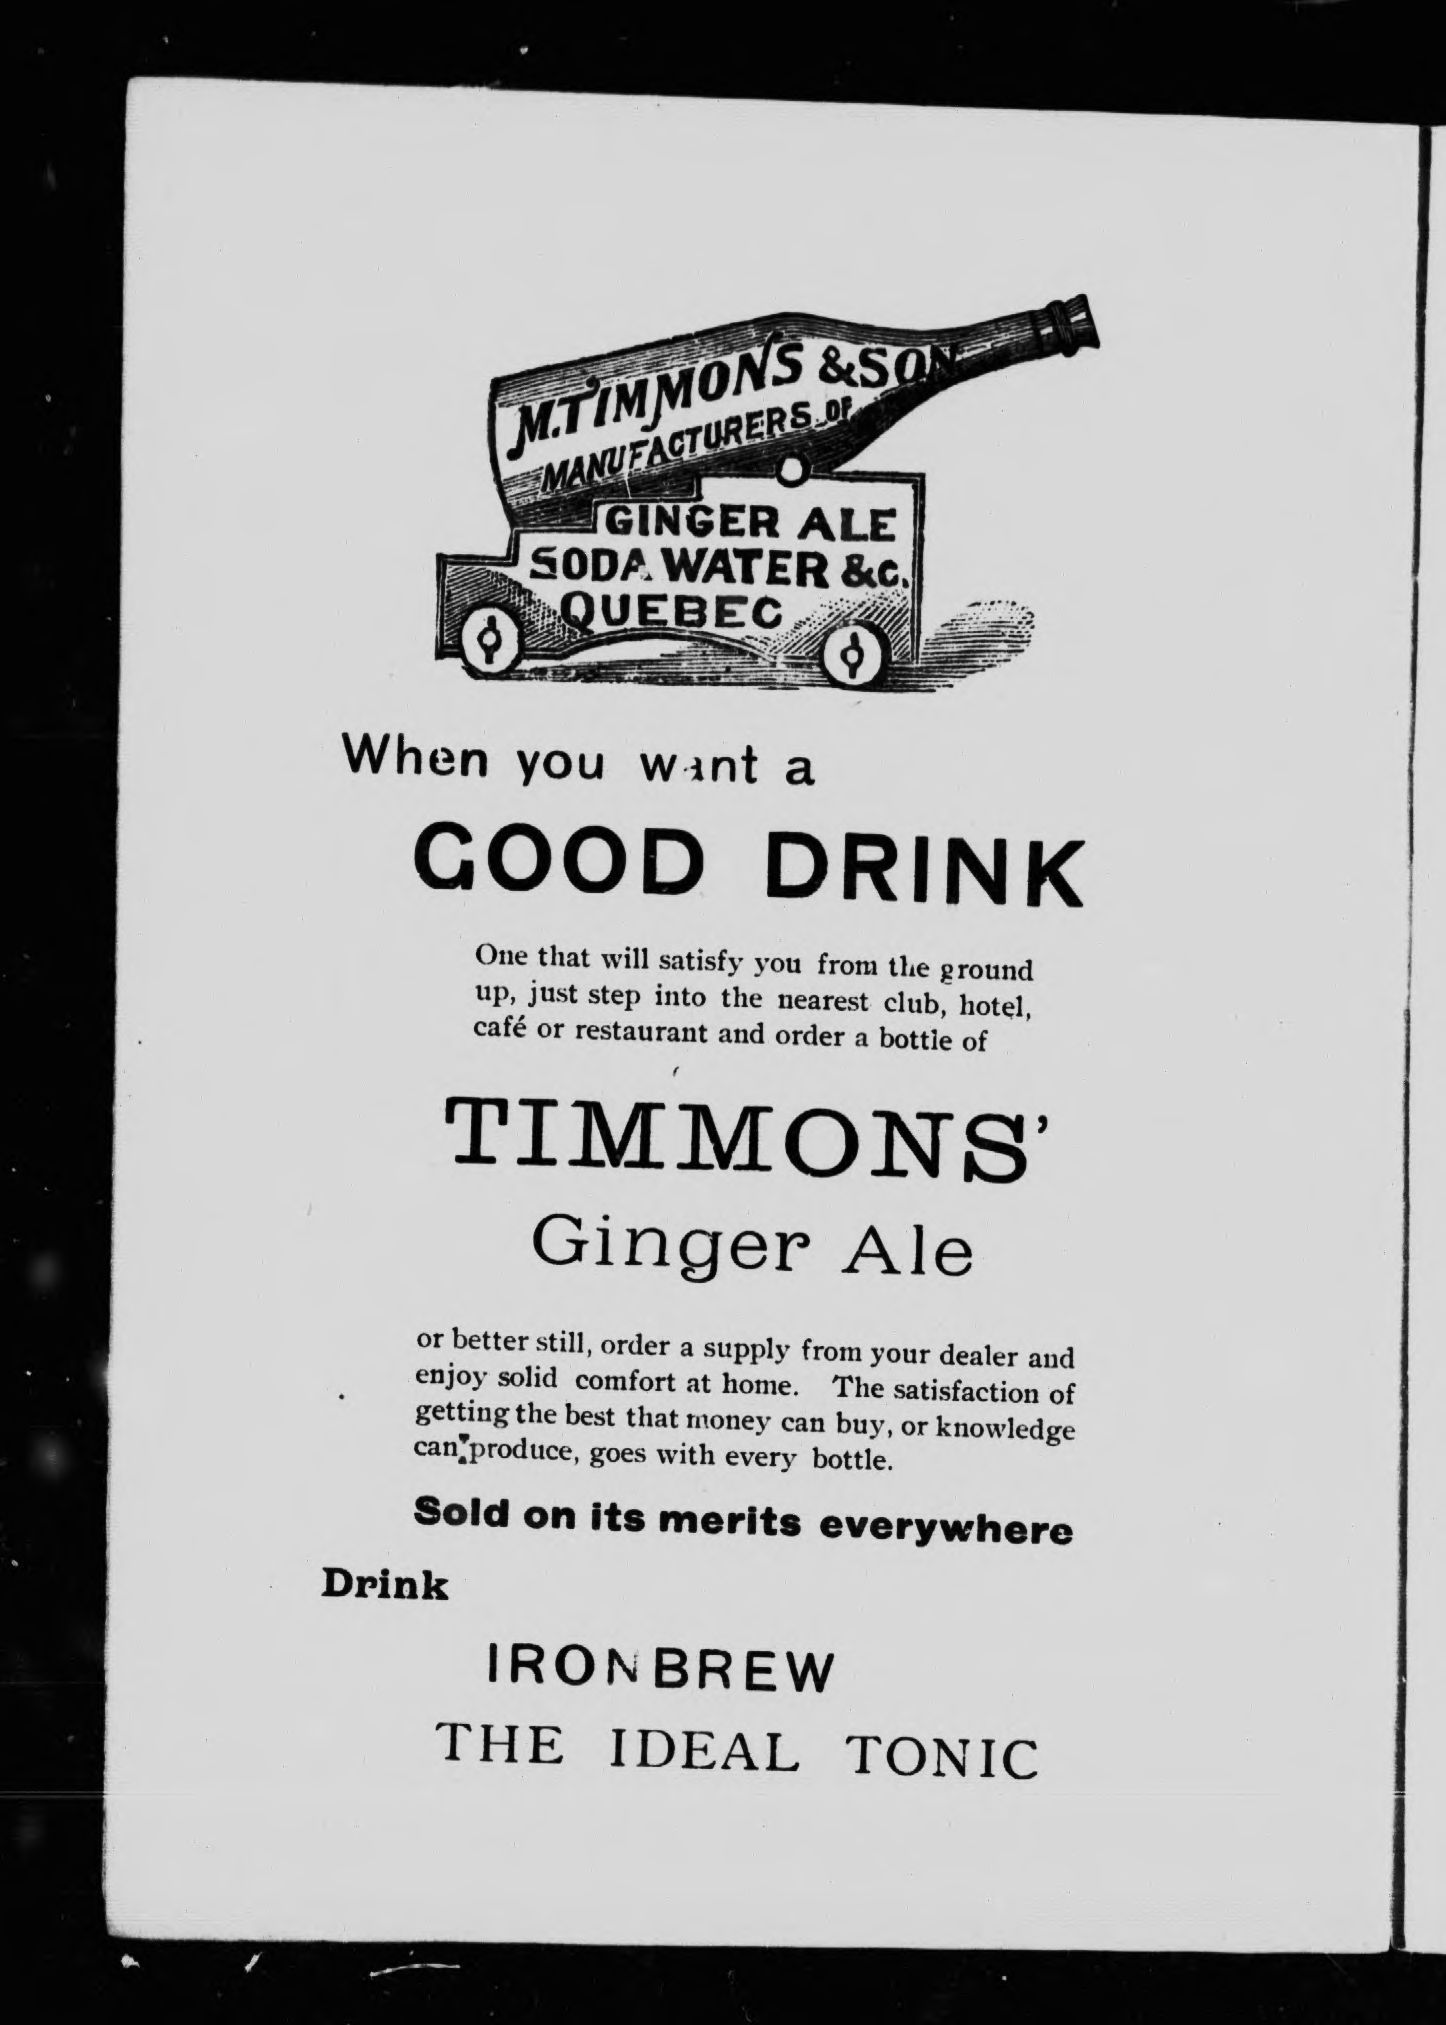 M. TIMMONS & SON
MANUFACTURERS OF
GINGER ALE
SODA WATER &c.
QUEBEC
When you want a
GOOD DRINK
One that will satisfy you from the ground
up, just step into the nearest club, hotel,
café or restaurant and order a bottle of
TIMMONS'
Ginger Ale
or better still, order a supply from your dealer and
enjoy solid comfort at home. The satisfaction of
getting the best that money can buy, or knowledge
can produce, goes with every bottle.
Sold on its merits everywhere
Drink
IRONBREW
THE IDEAL TONIC